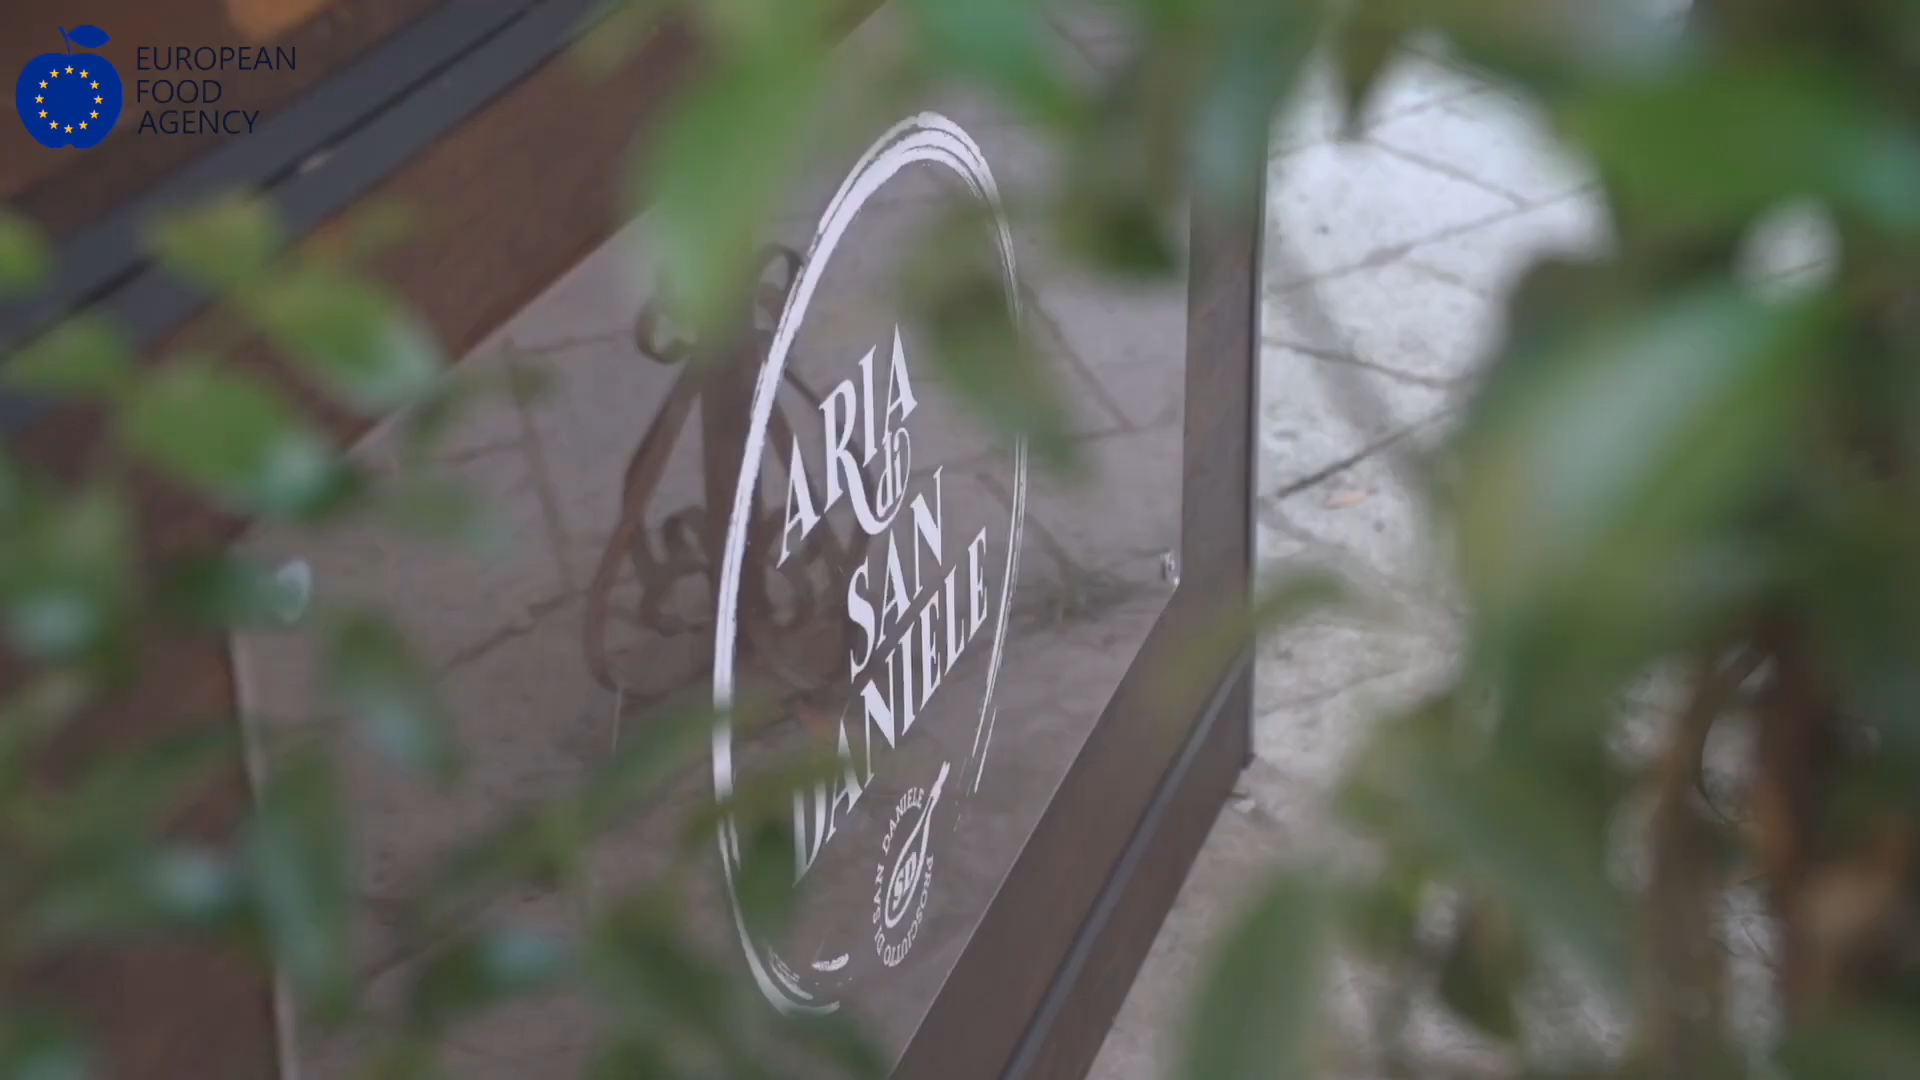 EUROPEAN
FOOD
AGENCY
ARIA
di
SAN
DANIELE
PROSCIUTTO DI SAN DANIELE
SD